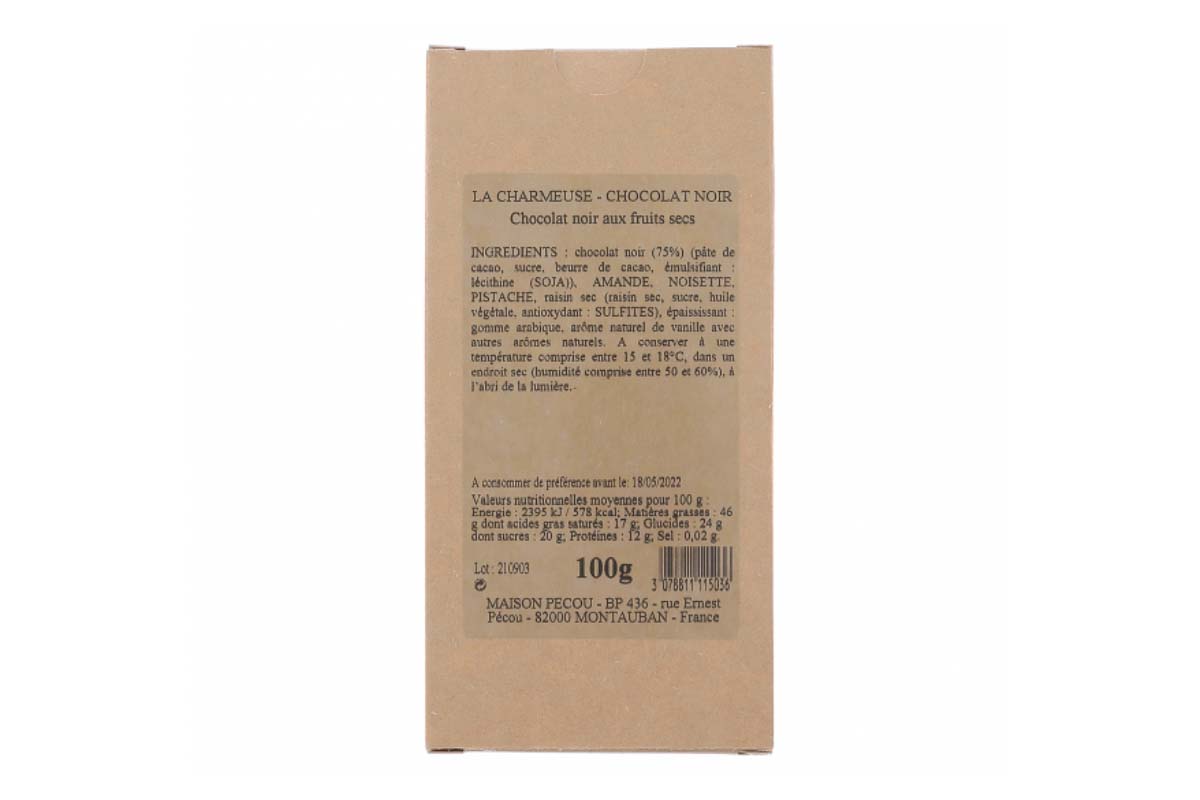 LA CHARMEUSE - CHOCOLAT NOIR
Chocolat noir aux fruits secs
INGREDIENTS : chocolat noir (75%) (pâte de
cacao, sucre, beurre de cacao, émulsifiant :
lécithine (SOJA)), AMANDE, NOISETTE,
PISTACHE, raisin sec (raisin sec, sucre, huile
végétale, antioxydant : SULFITES), épaississant :
gomme arabique, arôme naturel de vanille avec
autres arômes naturels. A conserver à une
température comprise entre 15 et 18°C, dans un
endroit sec (humidité comprise entre 50 et 60%), à
l'abri de la lumière.-
A consommer de préférence avant le: 18/05/2022
Valeurs nutritionnelles moyennes pour 100 g :
Energie : 2395 kJ / 578 kcal; Matières grasses : 46
g dont acides gras saturés : 17 g; Glucides : 24 g
dont sucres : 20 g; Protéines : 12 g; Sel : 0,02 g.
Lot : 210903
100g
3 078811 115036
MAISON PECOU - BP 436 - rue Ernest
Pécou - 82000 MONTAUBAN - France